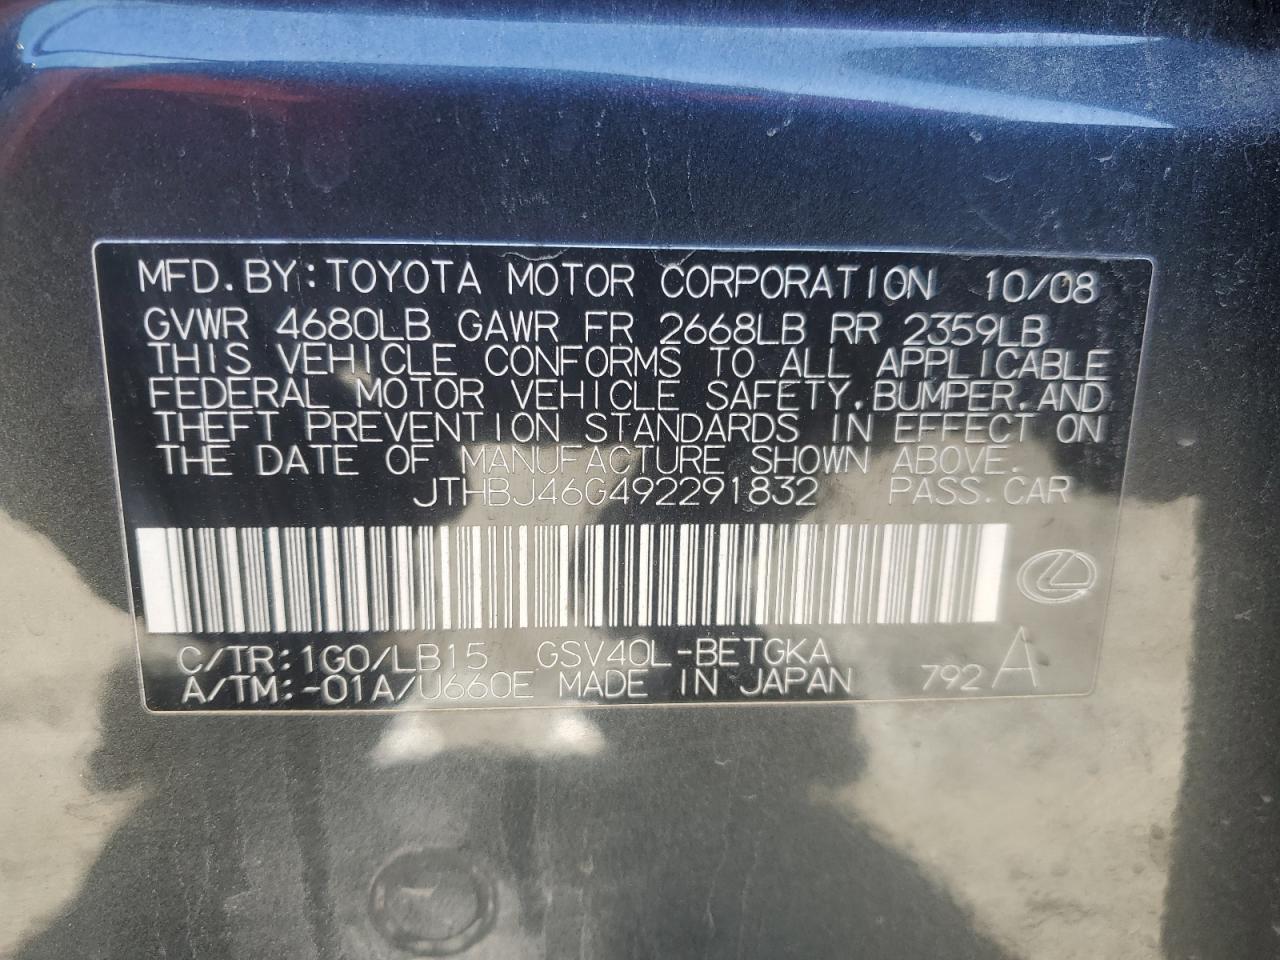 MFD. BY: TOYOTA MOTOR CORPORATION 10/08
GVWR 4680LB GAWR FR 2668LB RR 2359LB
THIS VEHICLE CONFORMS TO ALL APPLICABLE
FEDERAL MOTOR VEHICLE SAFETY, BUMPER, AND
THEFT PREVENTION STANDARDS IN EFFECT ON
THE DATE OF MANUFACTURE SHOWN ABOVE.
JTHBJ46G492291832 PASS. CAR
C/TR: 1G0/LB15 GSV40L-BETGKA
A/TM: -01A/U660E MADE IN JAPAN 792 A